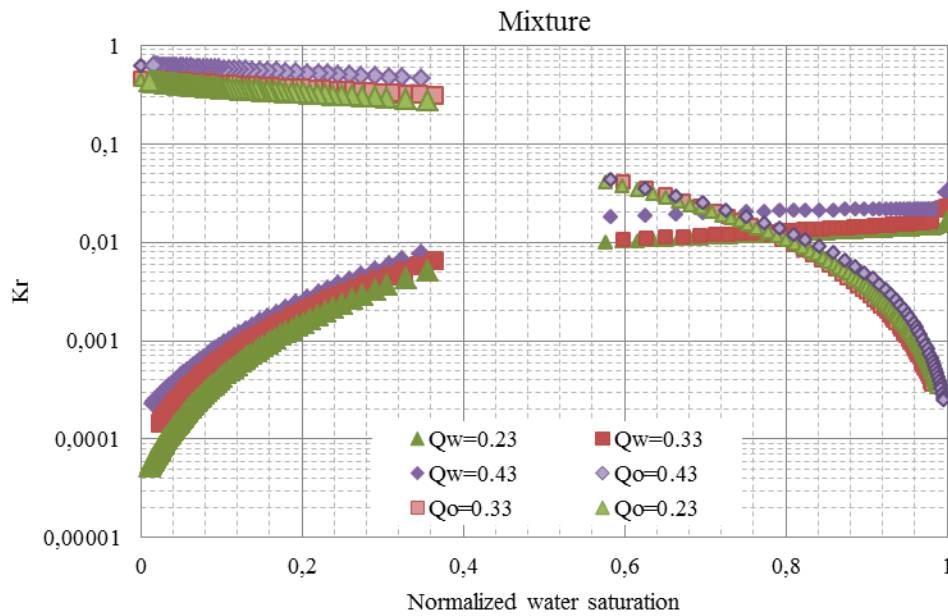 Mixture
1
0,1
0,01
0,001
0,0001
0,00001
Kr
Qw=0.23 Qw=0.33
Qw=0.43 Qo=0.43
Qo=0.33 Qo=0.23
0 0,2 0,4 0,6 0,8 1
Normalized water saturation